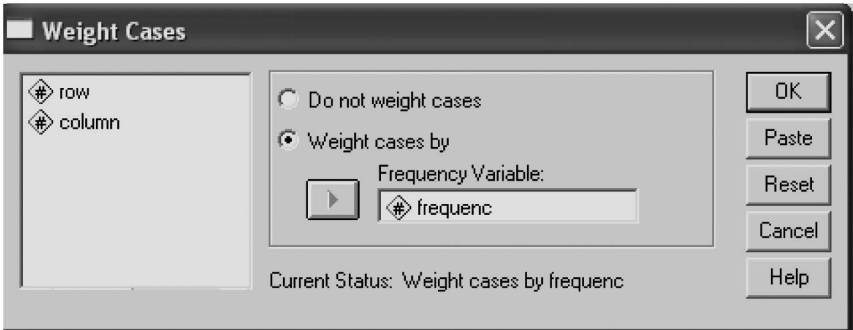 Weight Cases
# row
# column
Do not weight cases
Weight cases by
Frequency Variable:
# frequenc
Current Status: Weight cases by frequenc
OK
Paste
Reset
Cancel
Help